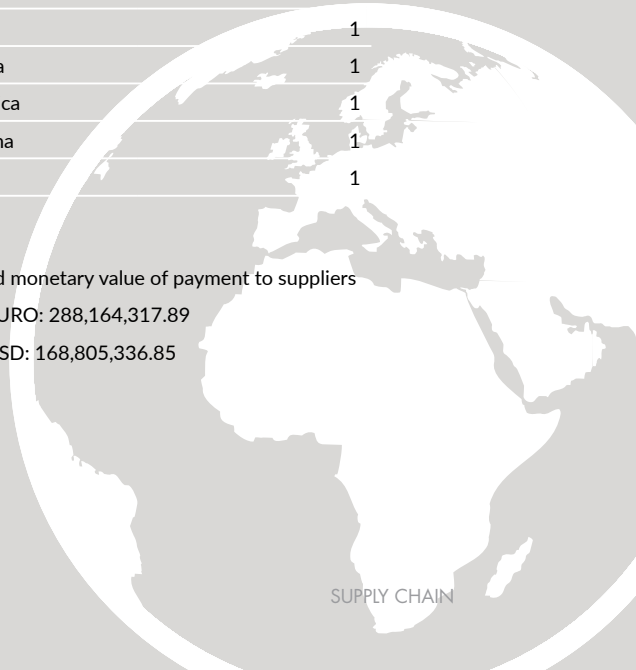 1
a 1
ca 1
na 1
1
d monetary value of payment to suppliers
URO: 288,164,317.89
SD: 168,805,336.85
SUPPLY CHAIN